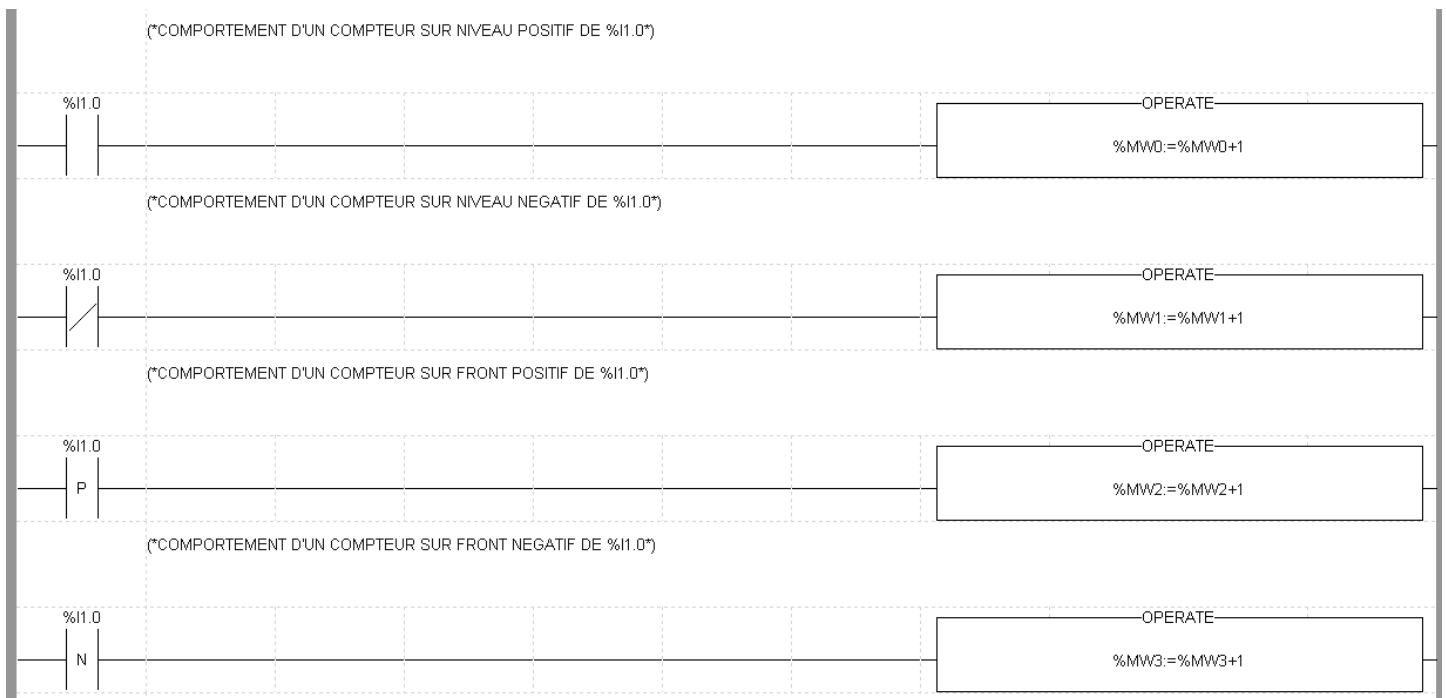 (*COMPORTEMENT D'UN COMPTEUR SUR NIVEAU POSITIF DE %I1.0*)
%I1.0
OPERATE
%MW0:=%MW0+1
(*COMPORTEMENT D'UN COMPTEUR SUR NIVEAU NEGATIF DE %I1.0*)
%I1.0
OPERATE
%MW1:=%MW1+1
(*COMPORTEMENT D'UN COMPTEUR SUR FRONT POSITIF DE %I1.0*)
%I1.0
OPERATE
P
%MW2:=%MW2+1
(*COMPORTEMENT D'UN COMPTEUR SUR FRONT NEGATIF DE %I1.0*)
%I1.0
OPERATE
N
%MW3:=%MW3+1